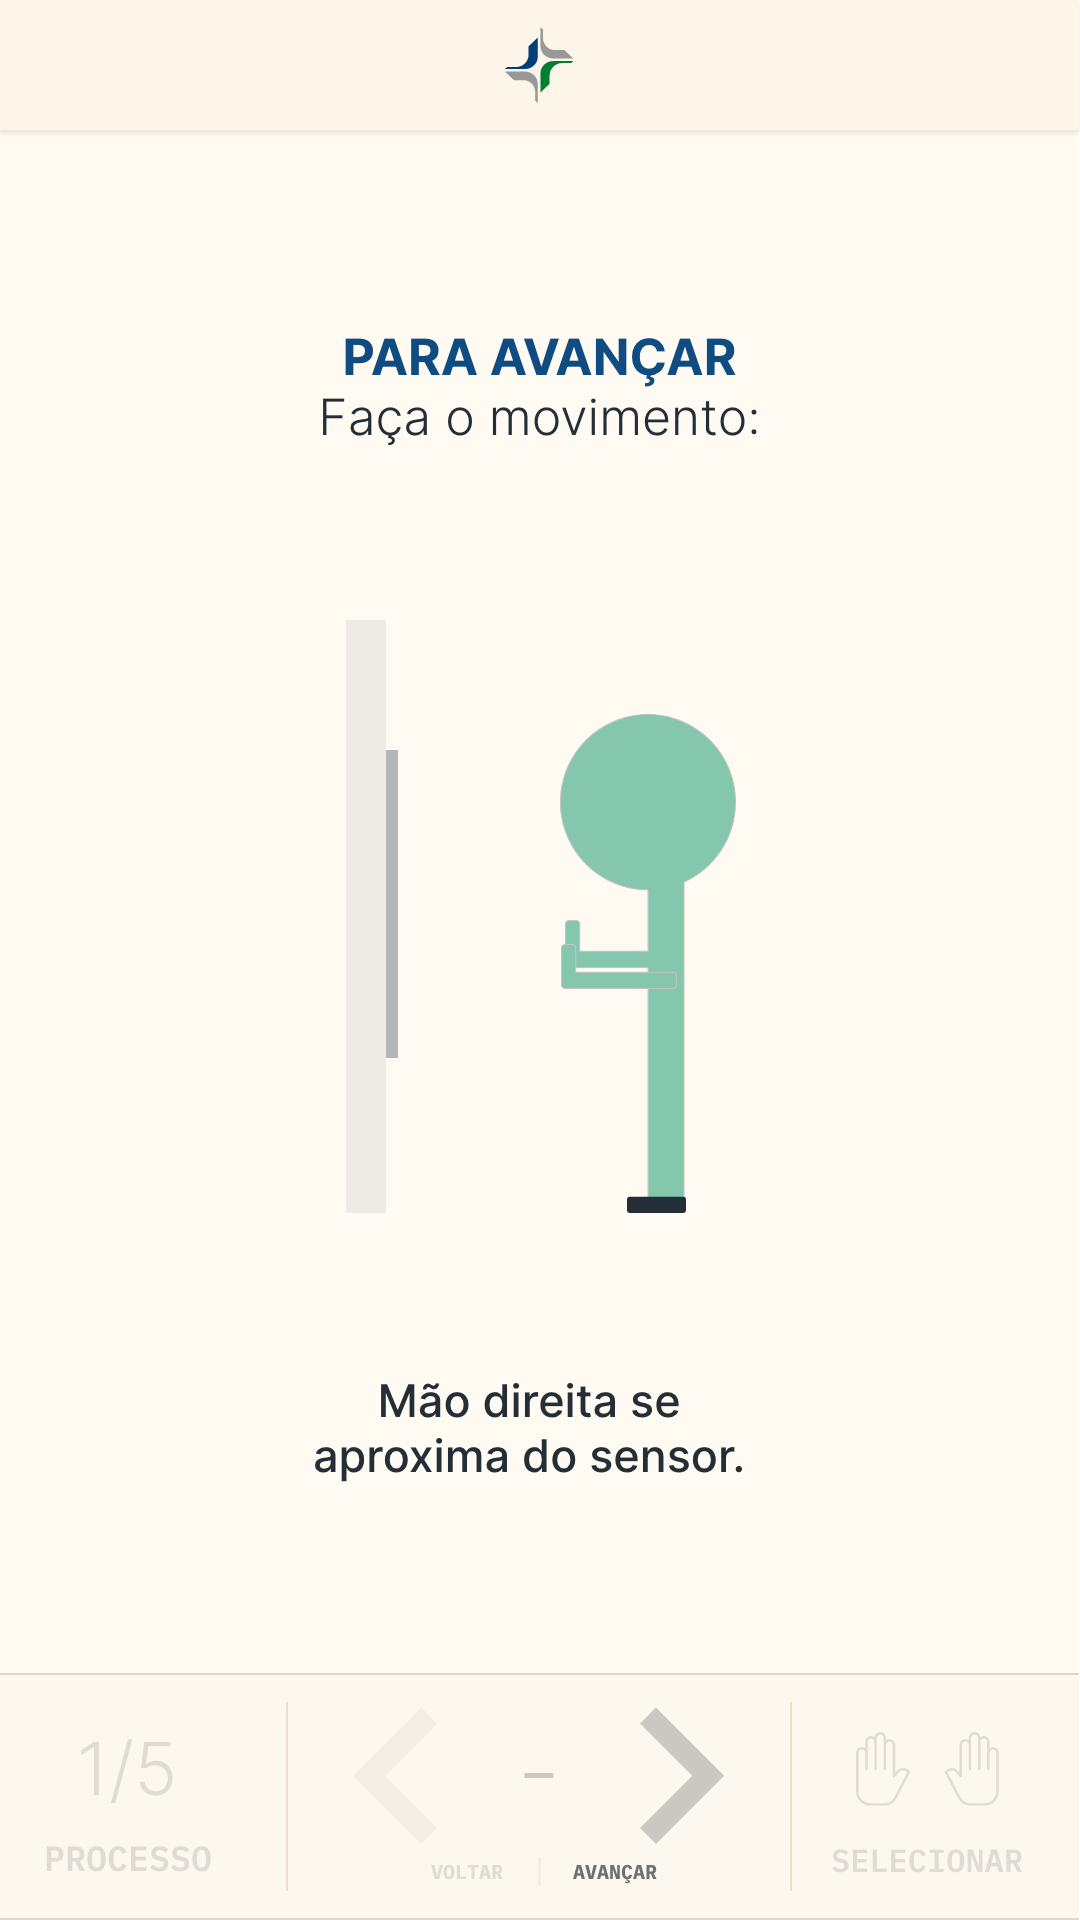 PARA AVANÇAR
Faça o movimento:
Mão direita se
aproxima do sensor.
1/5
PROCESSO
VOLTAR
AVANÇAR
SELECIONAR